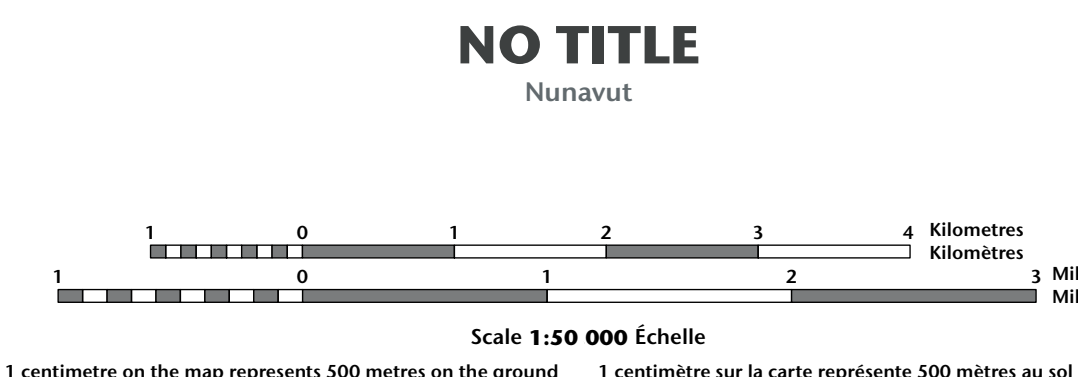 NO TITLE
Nunavut
1 0 1 2 3 4 Kilometres
Kilomètres
1 0 1 2 3 Mil
Mil
Scale 1:50 000 Échelle
1 centimetre on the map represents 500 metres on the ground 1 centimètre sur la carte représente 500 mètres au sol